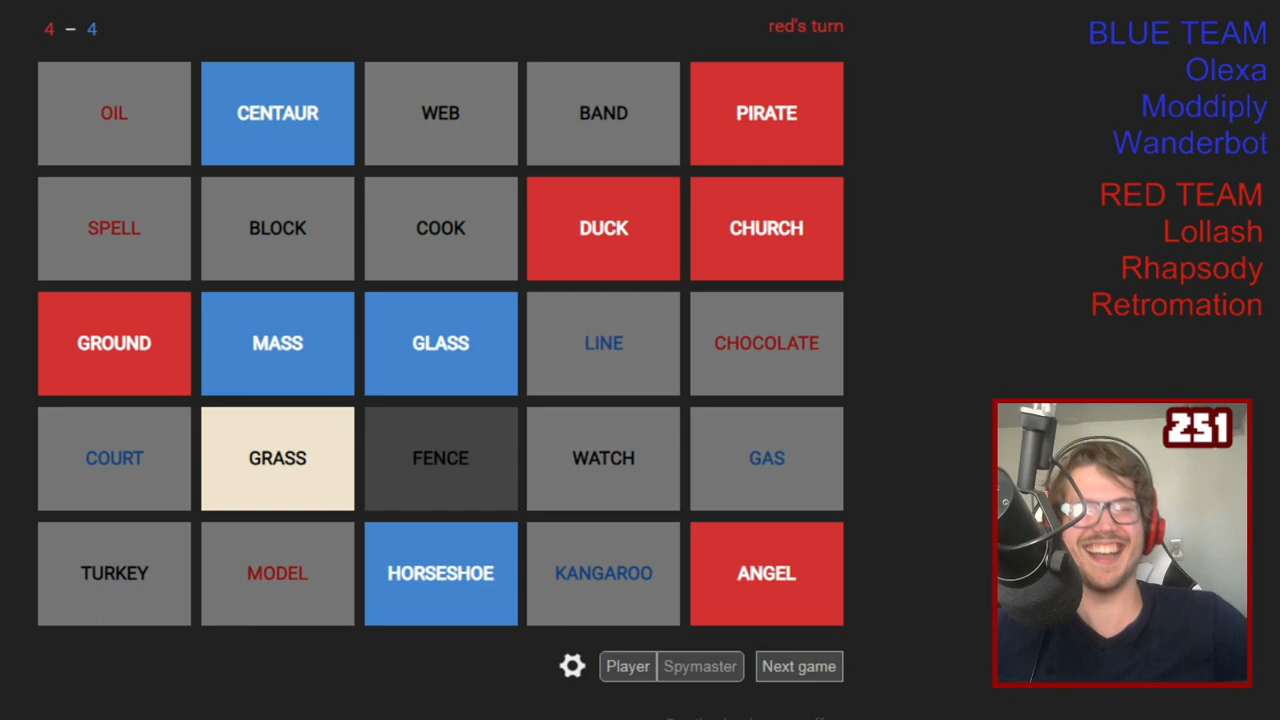 4 – 4
red's turn
OIL CENTAUR WEB BAND PIRATE
SPELL BLOCK COOK DUCK CHURCH
GROUND MASS GLASS LINE CHOCOLATE
COURT GRASS FENCE WATCH GAS
TURKEY MODEL HORSESHOE KANGAROO ANGEL
Player Spymaster Next game
BLUE TEAM
Olexa
Moddiply
Wanderbot
RED TEAM
Lollash
Rhapsody
Retromation
251